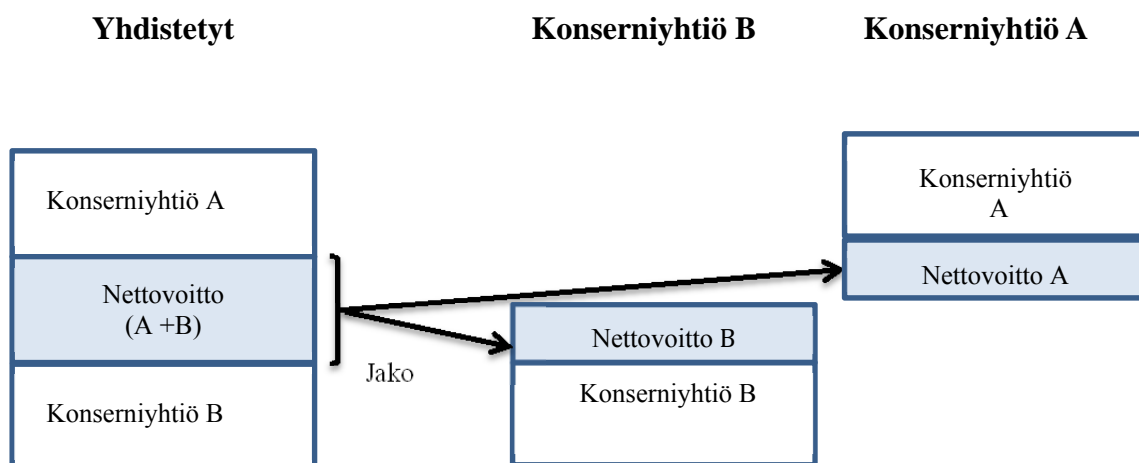 Yhdistetyt
Konserniyhtiö B
Konserniyhtiö A
Konserniyhtiö A
Nettovoitto
(A +B)
Konserniyhtiö B
Jako
Nettovoitto B
Konserniyhtiö B
Konserniyhtiö
A
Nettovoitto A